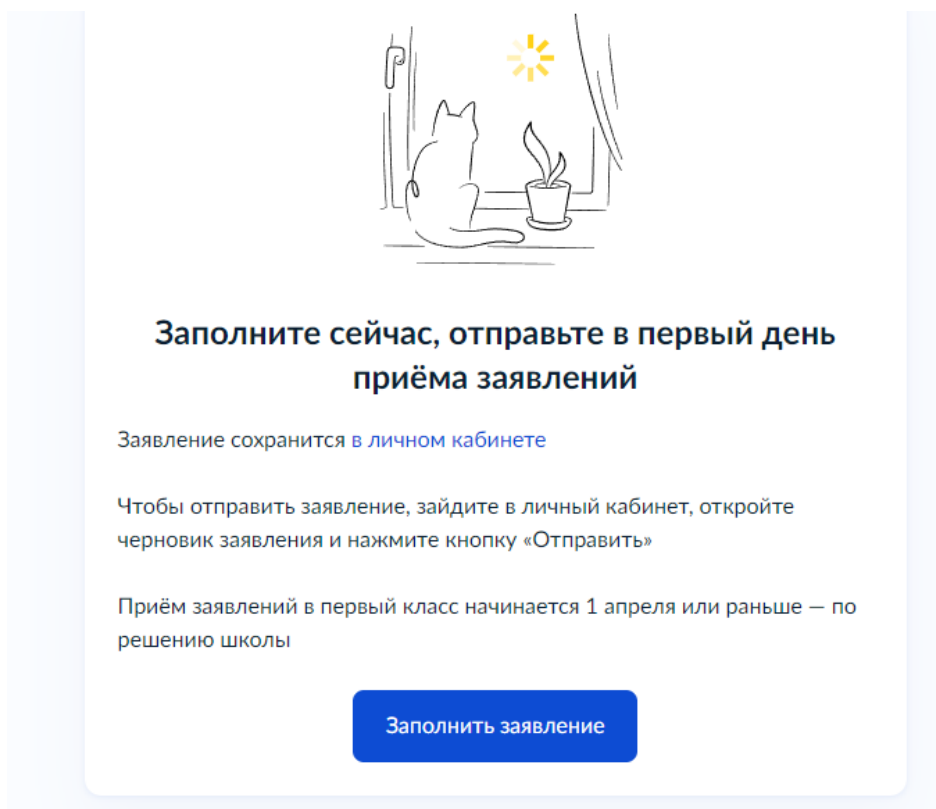 Заполните сейчас, отправьте в первый день
приёма заявлений
Заявление сохранится в личном кабинете
Чтобы отправить заявление, зайдите в личный кабинет, откройте
черновик заявления и нажмите кнопку «Отправить»
Приём заявлений в первый класс начинается 1 апреля или раньше — по
решению школы
Заполнить заявление